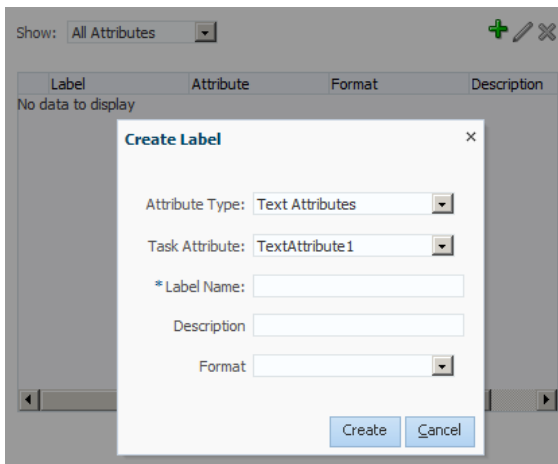 Show: All Attributes
Label Attribute Format Description
No data to display
Create Label
Attribute Type: Text Attributes
Task Attribute: TextAttribute1
* Label Name:
Description
Format
Create Cancel